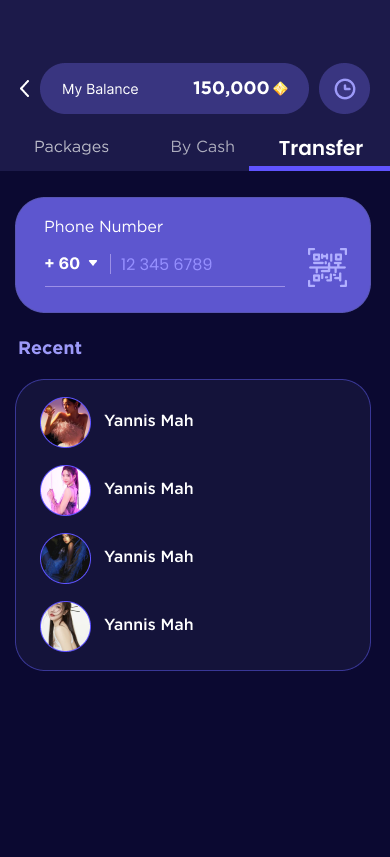 My Balance 150,000
Packages By Cash Transfer
Phone Number
+ 60 12 345 6789
Recent
Yannis Mah
Yannis Mah
Yannis Mah
Yannis Mah